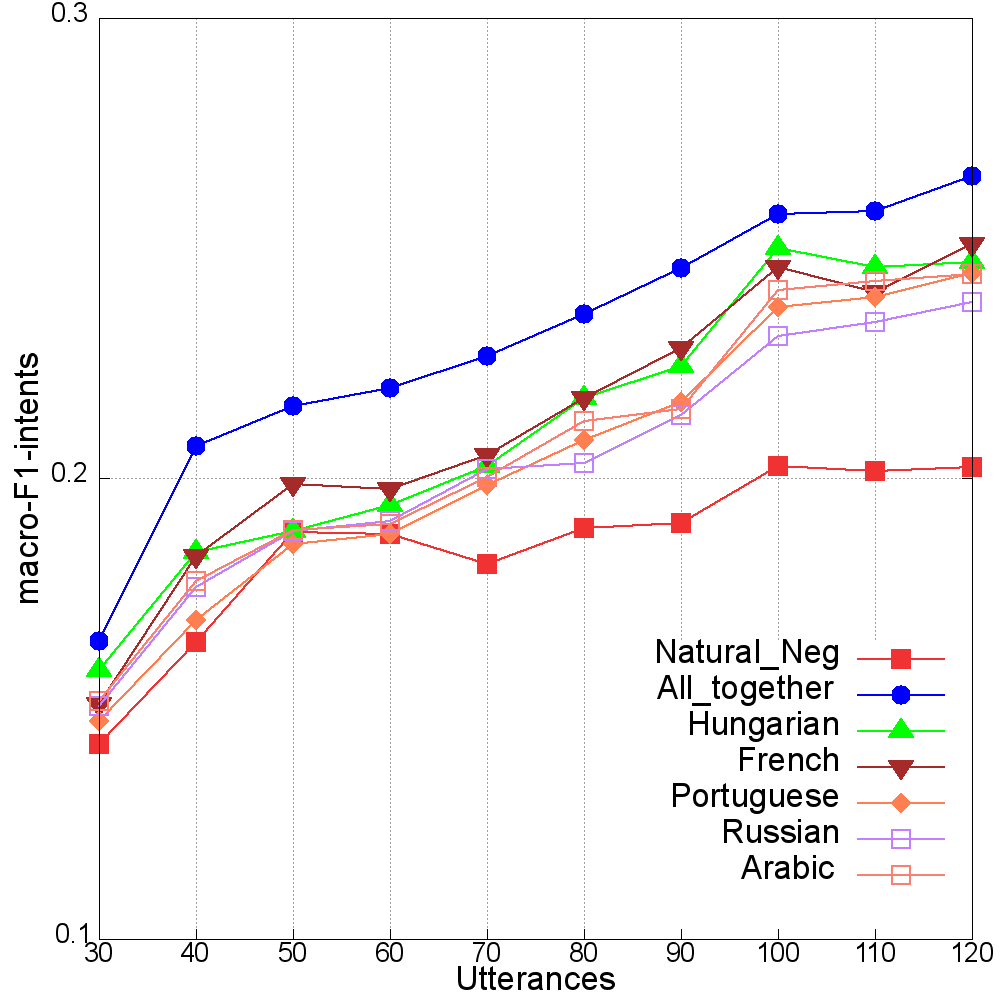 0.3
0.2
0.1
macro-F1-intents
30 40 50 60 70 80 90 100 110 120
Utterances
Natural_Neg
All_together
Hungarian
French
Portuguese
Russian
Arabic